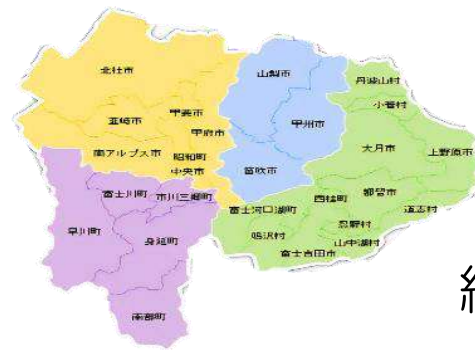 北杜市
山梨市
丹波山村
小菅村
韮崎市
甲斐市
甲府市
甲州市
大月市
上野原市
南アルプス市
昭和町
中央市
笛吹市
富士川町
市川三郷町
富士河口湖町
西桂町
都留市
道志村
早川町
身延町
鳴沢村
忍野村
山中湖村
富士吉田市
南部町